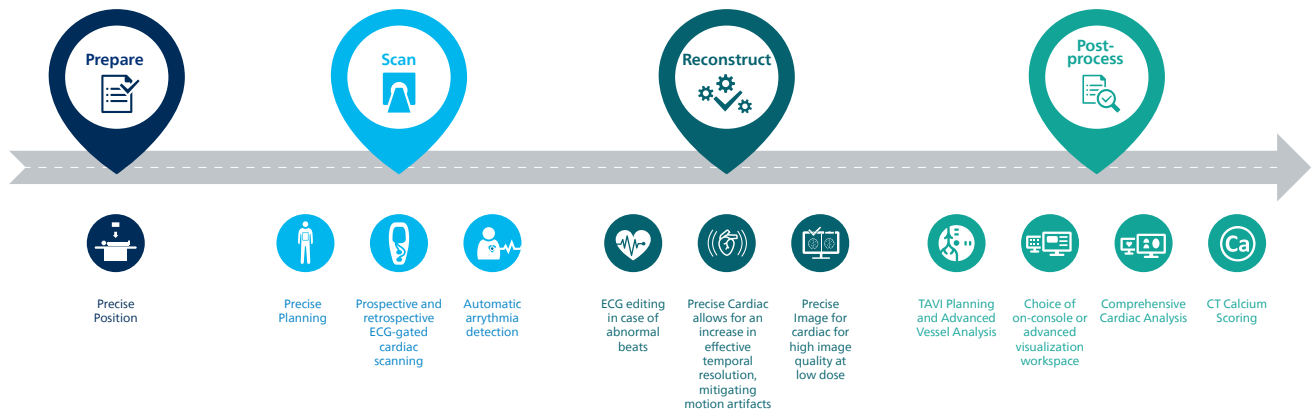 Prepare
Scan
Reconstruct
Post-
process
Precise
Position
Precise
Planning
Prospective and
retrospective
ECG-gated
cardiac
scanning
Automatic
arrythmia
detection
ECG editing
in case of
abnormal
beats
Precise Cardiac
allows for an
increase in
effective
temporal
resolution,
mitigating
motion artifacts
Precise
Image for
cardiac for
high image
quality at
low dose
TAVI Planning
and Advanced
Vessel Analysis
Choice of
on-console or
advanced
visualization
workspace
Comprehensive
Cardiac Analysis
Ca
CT Calcium
Scoring